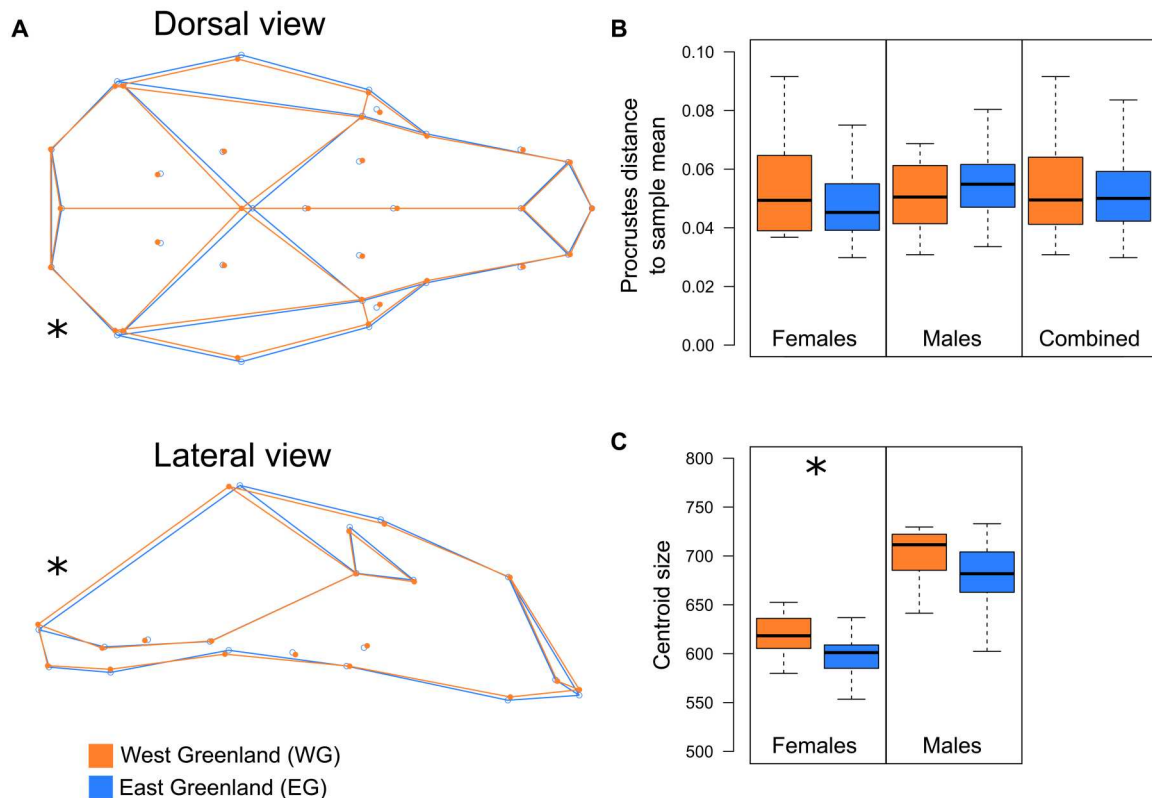 A
Dorsal view
*
Lateral view
*
West Greenland (WG)
East Greenland (EG)
B
Procrustes distance
to sample mean
0.10
0.08
0.06
0.04
0.02
0.00
Females Males Combined
C
Centroid size
800
750
700
650
600
550
500
*
Females Males